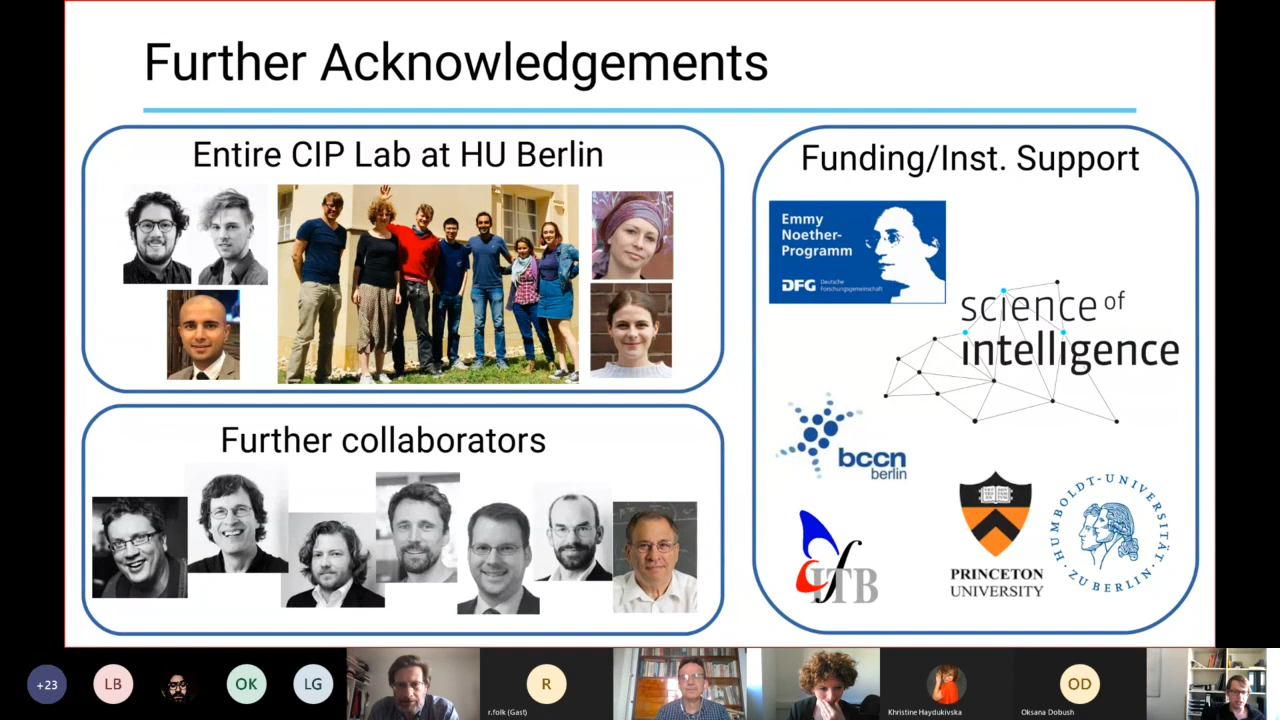 Further Acknowledgements
Entire CIP Lab at HU Berlin
Further collaborators
Funding/Inst. Support
Emmy
Noether-
Programm
DFG Deutsche
Forschungsgemeinschaft
science of
intelligence
bccn
berlin
ITB
PRINCETON
UNIVERSITY
HUMBOLDT-UNIVERSITÄT
ZU BERLIN
+23
LB
OK
LG
R
r.folk (Gast)
Khristine Haydukivska
OD
Oksana Dobush